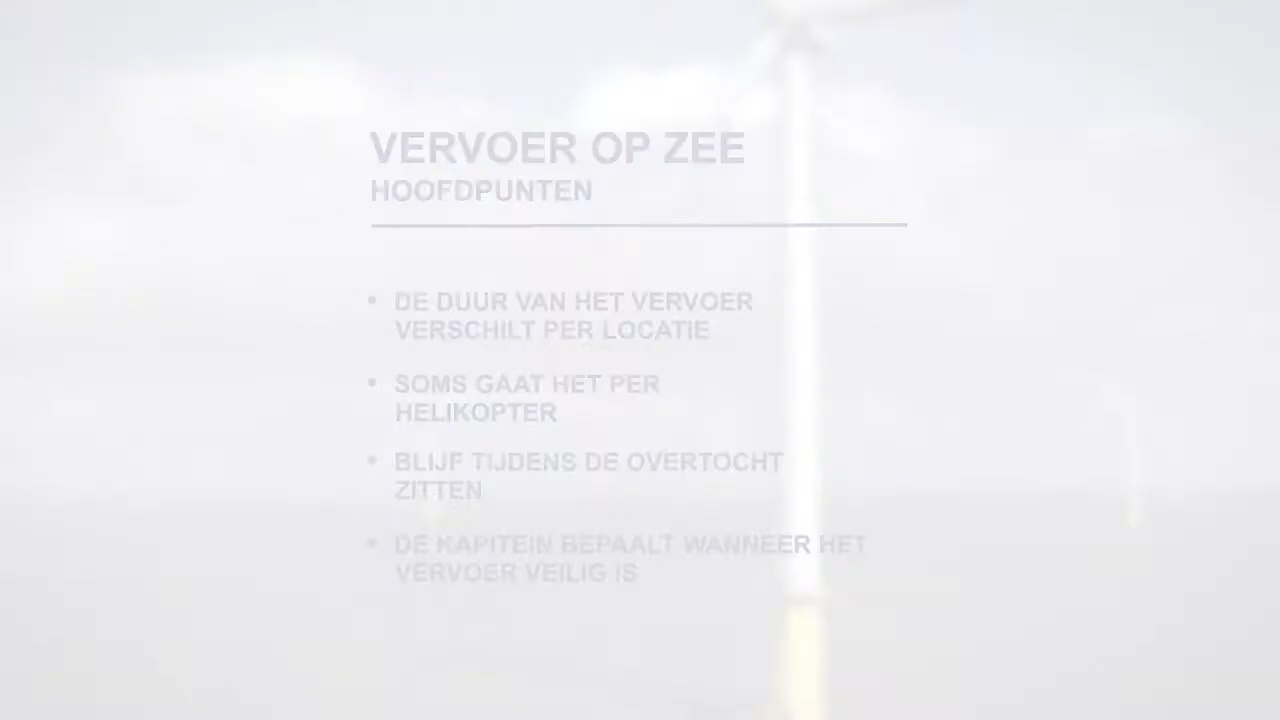 VERVOER OP ZEE
HOOFDPUNTEN
• DE DUUR VAN HET VERVOER
VERSCHILT PER LOCATIE
• SOMS GAAT HET PER
HELIKOPTER
• BLIJF TIJDENS DE OVERTOCHT
ZITTEN
• DE KAPITEIN BEPAALT WANNEER HET
VERVOER VEILIG IS